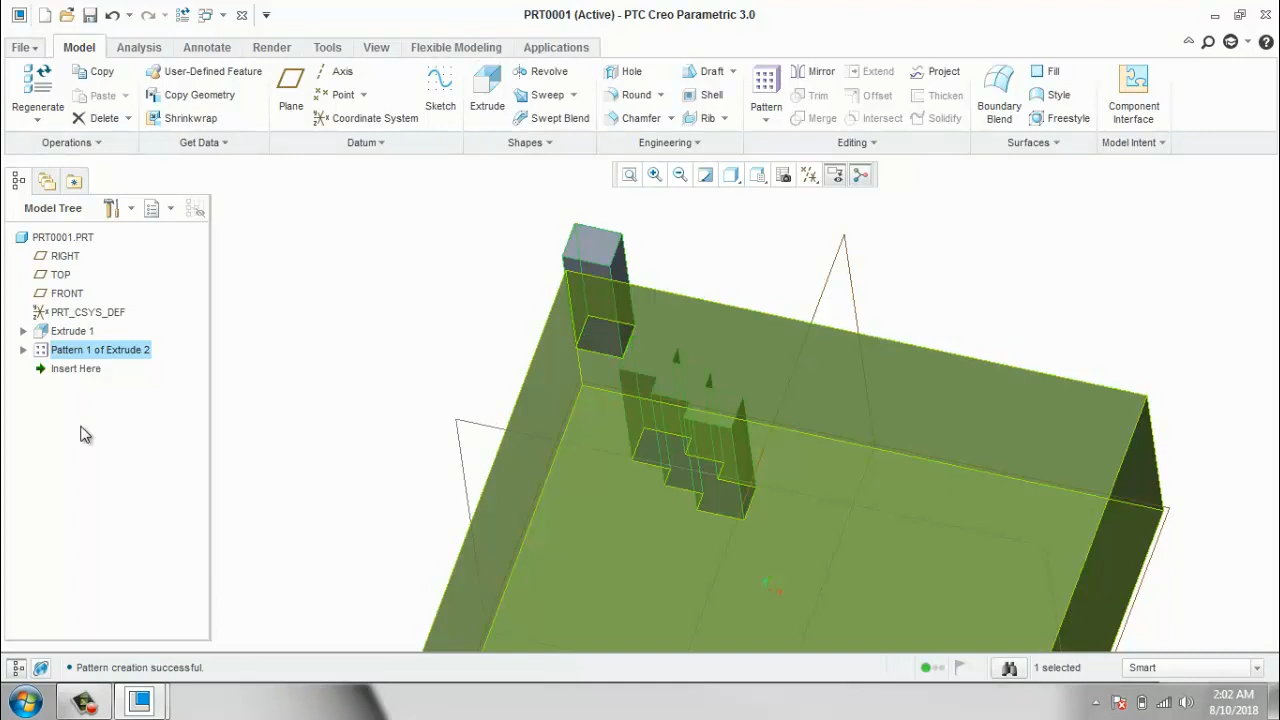 PRT0001 (Active) - PTC Creo Parametric 3.0
File Model Analysis Annotate Render Tools View Flexible Modeling Applications
Regenerate
Copy
Paste
Delete
Operations
User-Defined Feature
Copy Geometry
Shrinkwrap
Get Data
Plane
Axis
Point
Coordinate System
Sketch
Datum
Extrude
Revolve
Sweep
Swept Blend
Shapes
Hole
Round
Chamfer
Draft
Shell
Rib
Engineering
Pattern
Mirror
Trim
Merge
Extend
Offset
Intersect
Project
Thicken
Solidify
Editing
Boundary
Blend
Fill
Style
Freestyle
Surfaces
Component
Interface
Model Intent
Model Tree
PRT0001.PRT
RIGHT
TOP
FRONT
PRT_CSYS_DEF
Extrude 1
Pattern 1 of Extrude 2
Insert Here
Pattern creation successful.
1 selected
Smart
2:02 AM
8/10/2018